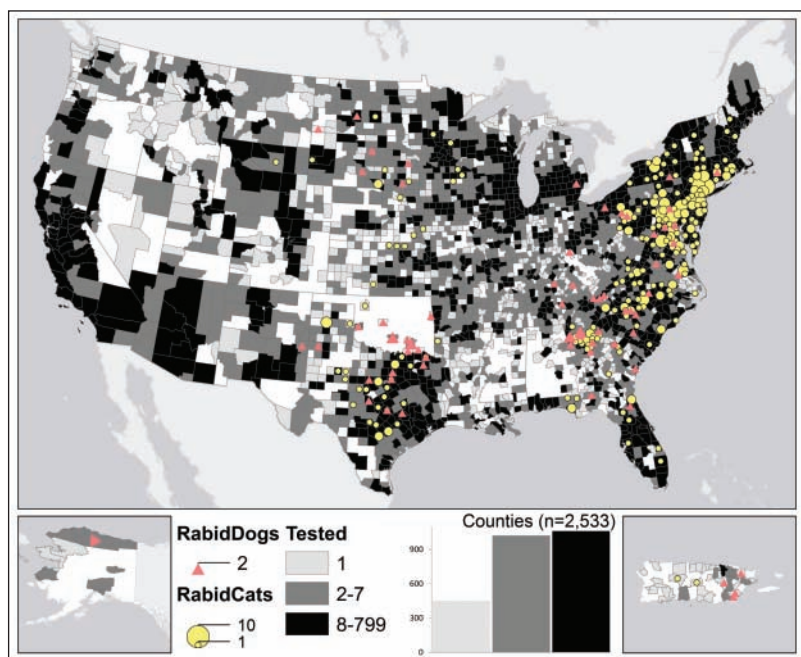 RabidDogs
2
RabidCats
10
1
Tested
1
2-7
8-799
Counties (n=2,533)
900
600
300
0